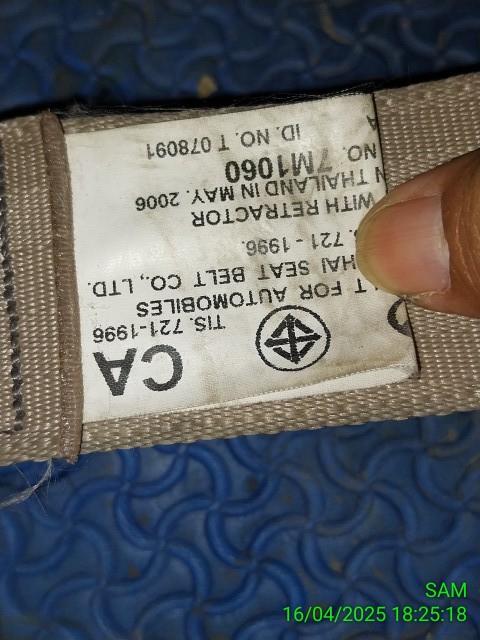 CA
TIS. 721-1996
T FOR AUTOMOBILES
HAI SEAT BELT CO., LTD.
.721 - 1996.
WITH RETRACTOR
N THAILAND IN MAY. 2006
NO. 7M1060
A ID. NO. T 078091
SAM
16/04/2025 18:25:18